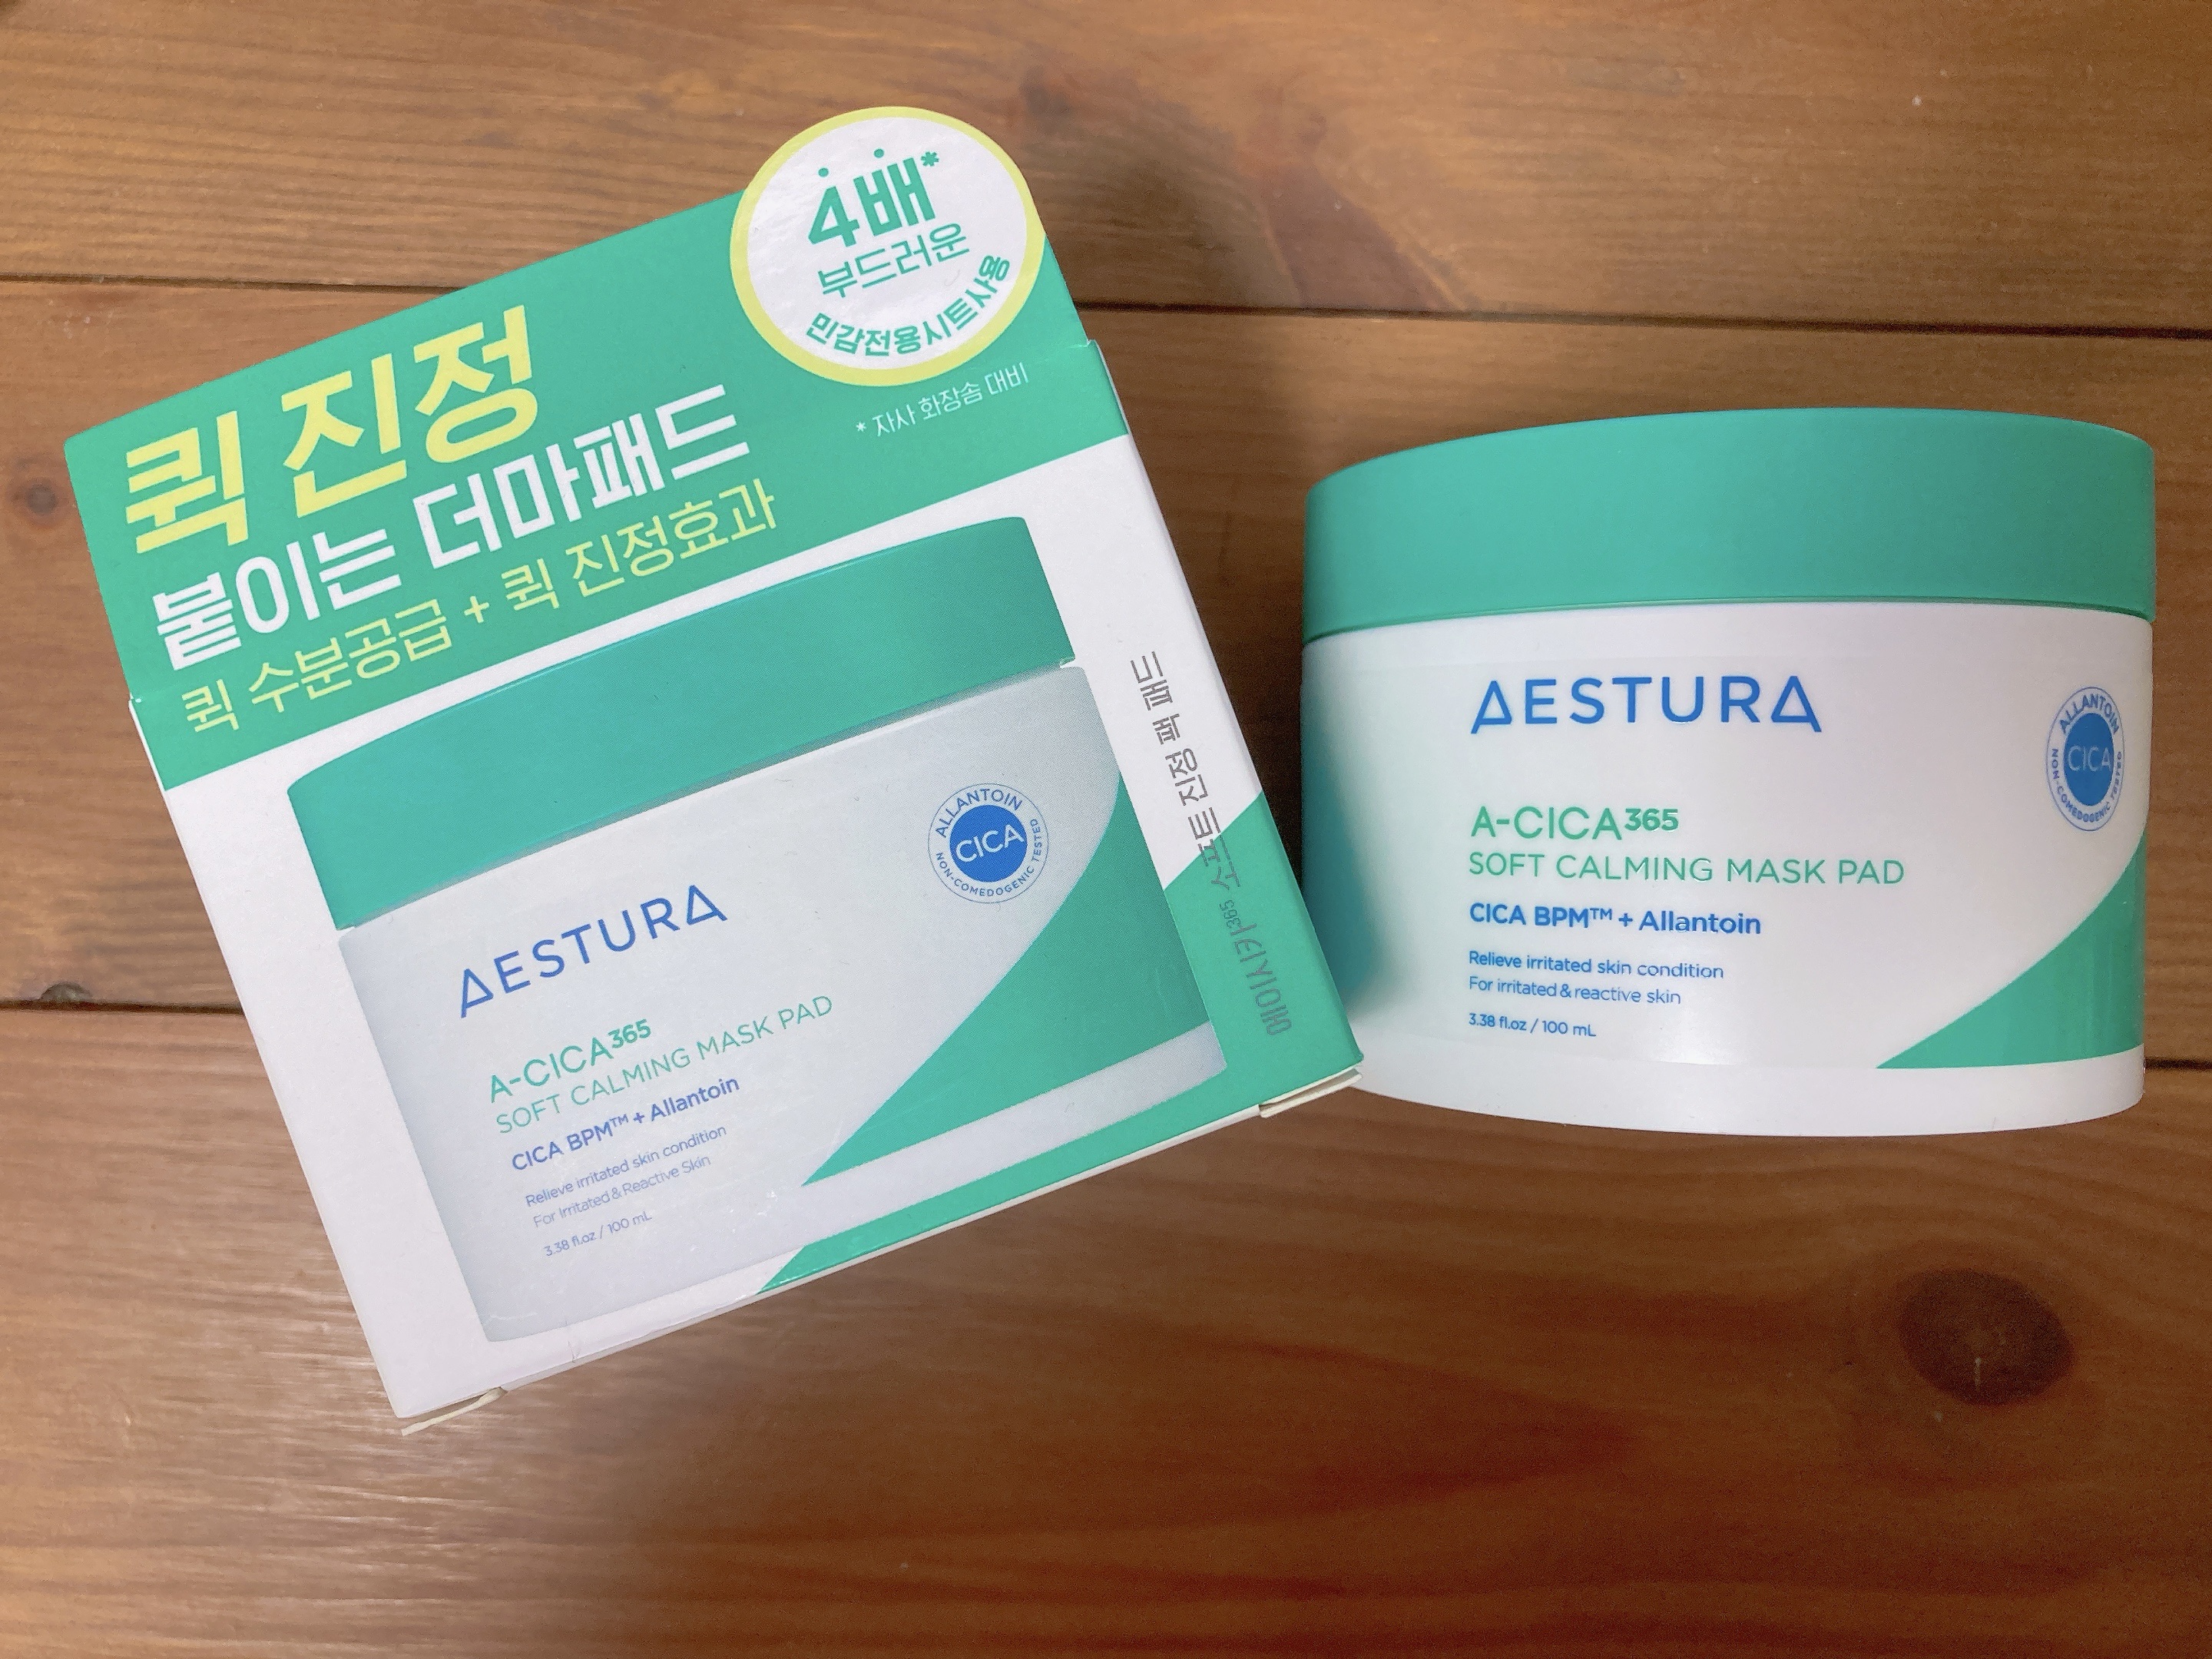 4배*
부드러운
민감전용시트사용
* 자사 화장솜 대비
퀵 진정
붙이는 더마패드
퀵 수분공급 + 퀵 진정효과
ALLANTOIN
CICA
NON-COMEDOGENIC TESTED
AESTURA
A-CICA365
SOFT CALMING MASK PAD
CICA BPM™ + Allantoin
Relieve irritated skin condition
For Irritated & Reactive Skin
3.38 fl.oz / 100 mL
에이시카365 소프트 진정 팩 패드
AESTURA
ALLANTOIN
CICA
NON-COMEDOGENIC TESTED
A-CICA365
SOFT CALMING MASK PAD
CICA BPM™ + Allantoin
Relieve irritated skin condition
For irritated & reactive skin
3.38 fl.oz / 100 mL